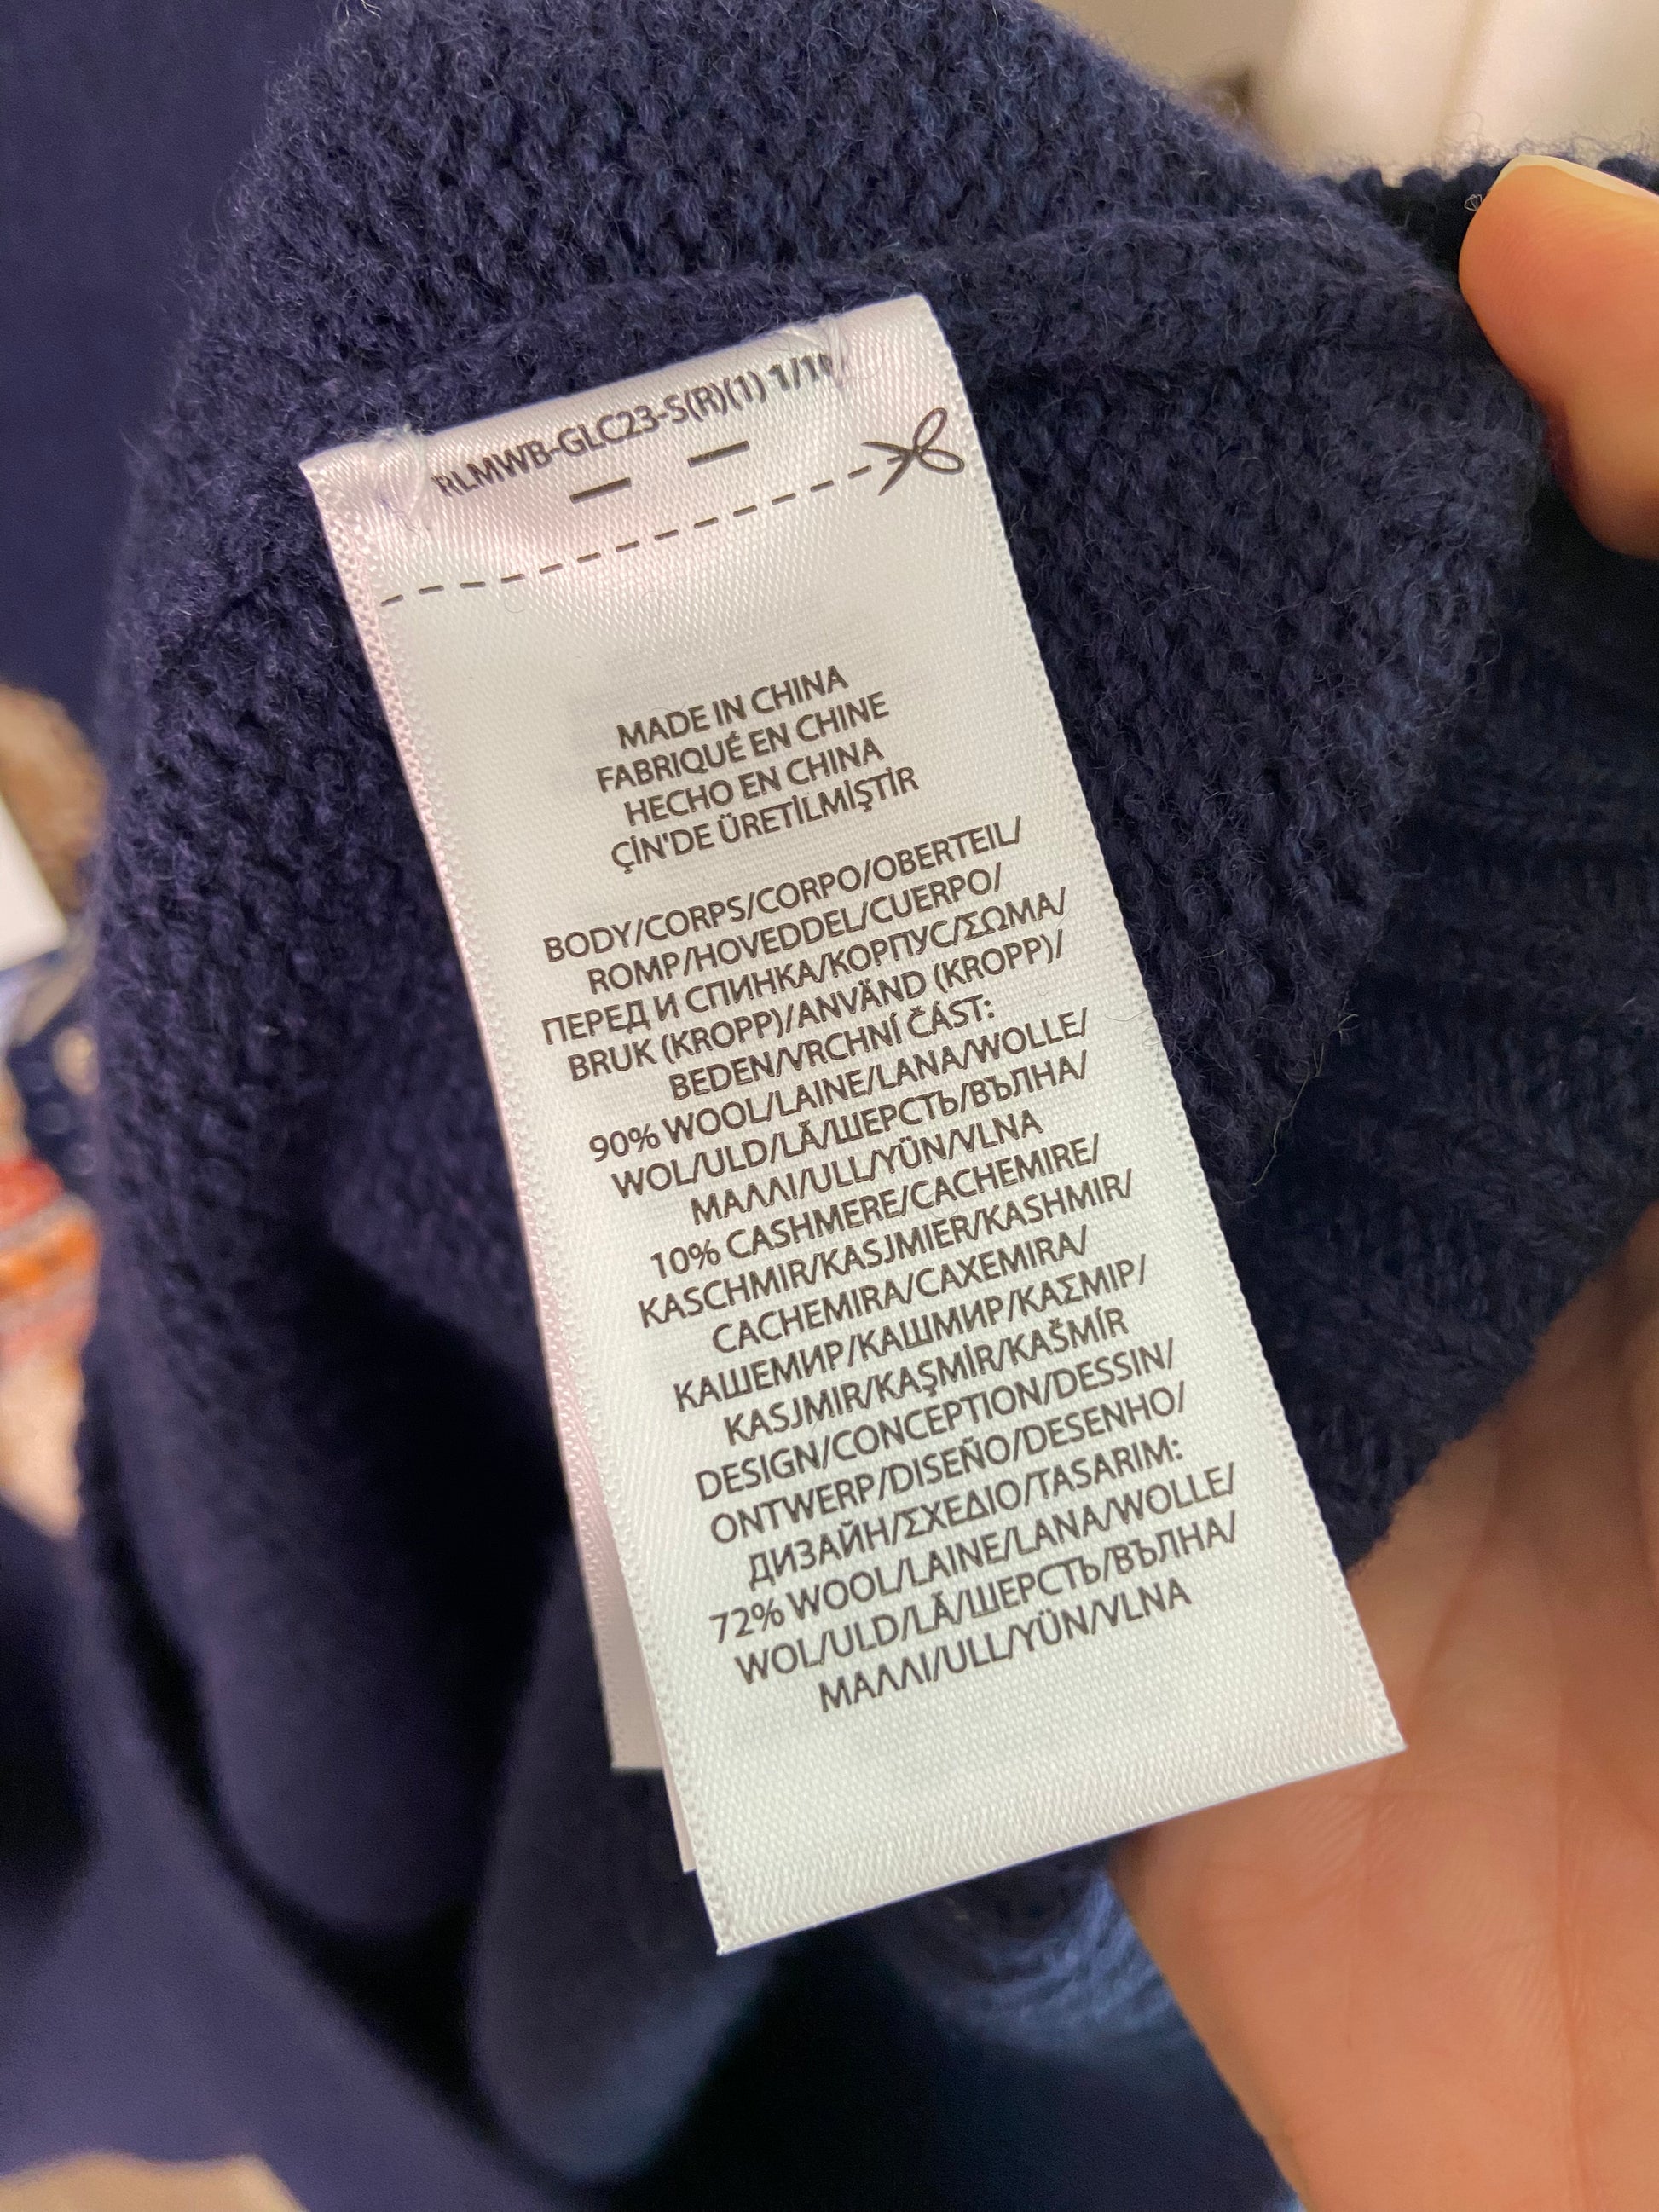 RLMWB-GLC23-S(R)(1)
MADE IN CHINA
FABRIQUÉ EN CHINE
HECHO EN CHINA
ÇİN'DE ÜRETİLMİŞTİR
BODY/CORPS/CORPO/OBERTEIL/
ROMP/HOVEDDEL/CUERPO/
ПЕРЕД И СПИНКА/КОРПУС/ΣΩΜΑ/
BRUK (KROPP)/ANVÄND (KROPP)/
BEDEN/VRCHNÍ ČÁST:
90% WOOL/LAINE/LANA/WOLLE/
WOL/ULD/LÃ/ШЕРСТЬ/ВЪЛНА/
ΜΑΛΛΙ/ULL/YÜN/VLNA
10% CASHMERE/CACHEMIRE/
KASCHMIR/KASJMIER/KASHMIR/
CACHEMIRA/CAXEMIRA/
КАШЕМИР/КАШМИР/ΚΑΣΜΙΡ/
KASJMIR/KAŞMİR/KAŠMÍR
DESIGN/CONCEPTION/DESSIN/
ONTWERP/DISEÑO/DESENHO/
ДИЗАЙН/ΣΧΕΔΙΟ/TASARIM:
72% WOOL/LAINE/LANA/WOLLE/
WOL/ULD/LÃ/ШЕРСТЬ/ВЪЛНА/
ΜΑΛΛΙ/ULL/YÜN/VLNA